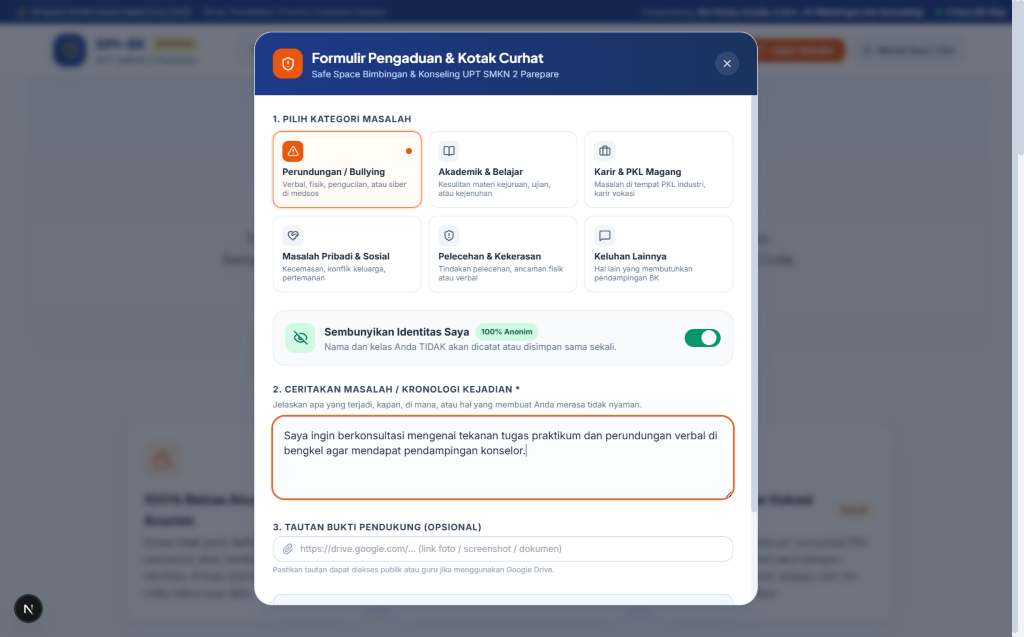 Formulir Pengaduan & Kotak Curhat
Safe Space Bimbingan & Konseling UPT SMKN 2 Parepare
1. PILIH KATEGORI MASALAH
Perundungan / Bullying
Verbal, fisik, pengucilan, atau siber
di medsos
Akademik & Belajar
Kesulitan materi kejuruan, ujian,
atau kejenuhan
Karir & PKL Magang
Masalah di tempat PKL industri,
karir vokasi
Masalah Pribadi & Sosial
Kecemasan, konflik keluarga,
pertemanan
Pelecehan & Kekerasan
Tindakan pelecehan, ancaman fisik
atau verbal
Keluhan Lainnya
Hal lain yang membutuhkan
pendampingan BK
Sembunyikan Identitas Saya 100% Anonim
Nama dan kelas Anda TIDAK akan dicatat atau disimpan sama sekali.
2. CERITAKAN MASALAH / KRONOLOGI KEJADIAN *
Jelaskan apa yang terjadi, kapan, di mana, atau hal yang membuat Anda merasa tidak nyaman.
Saya ingin berkonsultasi mengenai tekanan tugas praktikum dan perundungan verbal di
bengkel agar mendapat pendampingan konselor.
3. TAUTAN BUKTI PENDUKUNG (OPSIONAL)
https://drive.google.com/... (link foto / screenshot / dokumen)
Pastikan tautan dapat diakses publik atau guru jika menggunakan Google Drive.
N